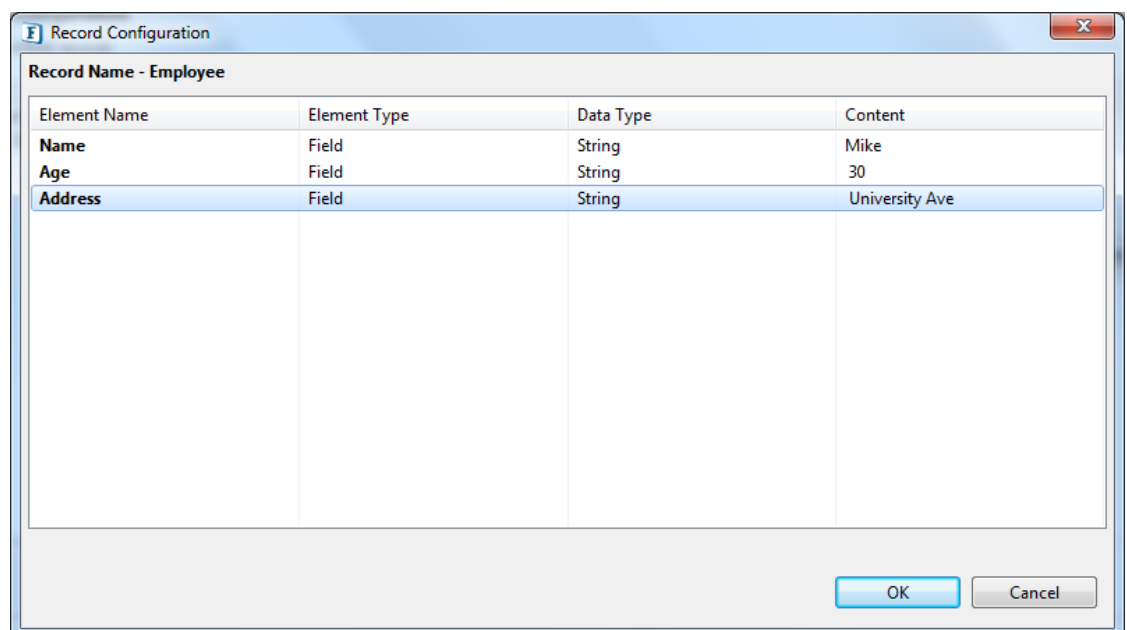 Record Configuration
Record Name - Employee
Element Name Element Type Data Type Content
Name Field String Mike
Age Field String 30
Address Field String University Ave
OK Cancel